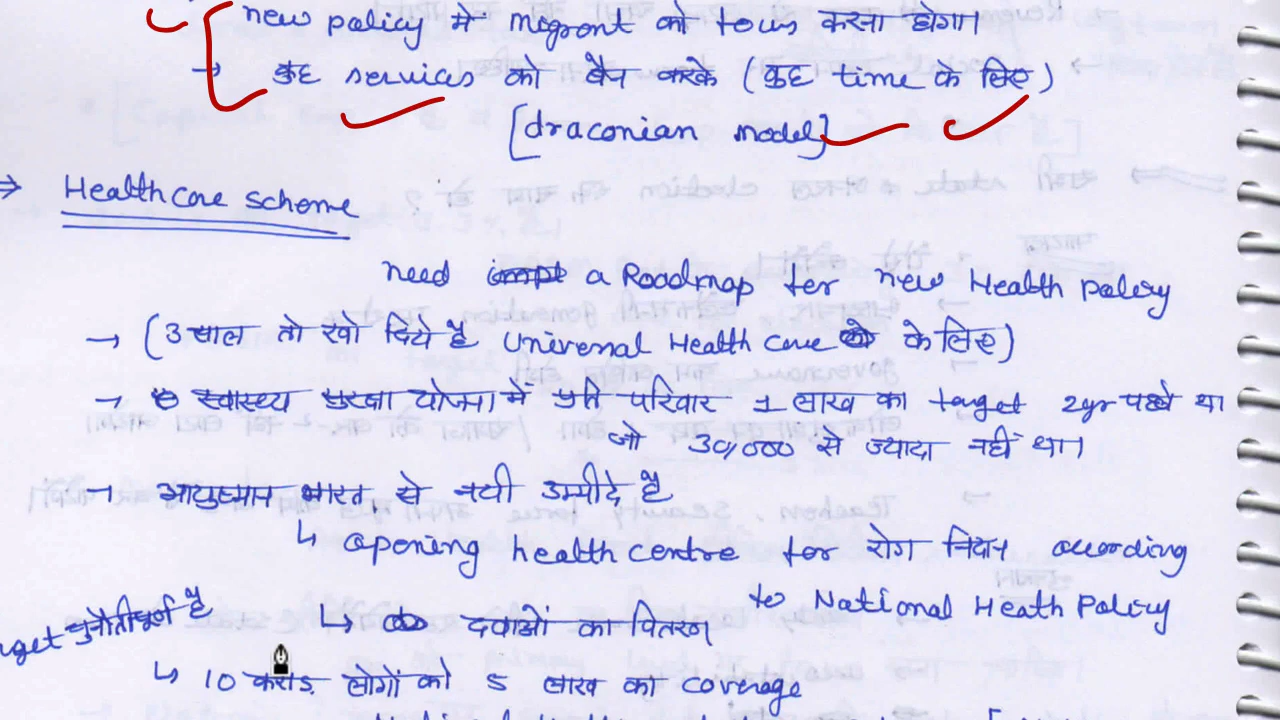 new policy में migrant को focus करना होगा।
→ कुछ services को बैन करके (कुछ time के लिए)
[draconian model]
⇒ Healthcare scheme
need a Roadmap for new Health Policy
→ (3 साल तो खो दिये है Universal Health Care के लिए)
→ स्वास्थ्य सुरक्षा योजना में प्रति परिवार 1 लाख का target 2yr पहले था
जो 30,000 से ज्यादा नहीं था।
→ आयुष्मान भारत से नयी उम्मीदे है
↳ opening health centre for रोग निदान according
to National Heath Policy
चुनौतीपूर्ण है
↳ दवाओं का वितरण
↳ 10 करोड़ लोगों को 5 लाख का coverage